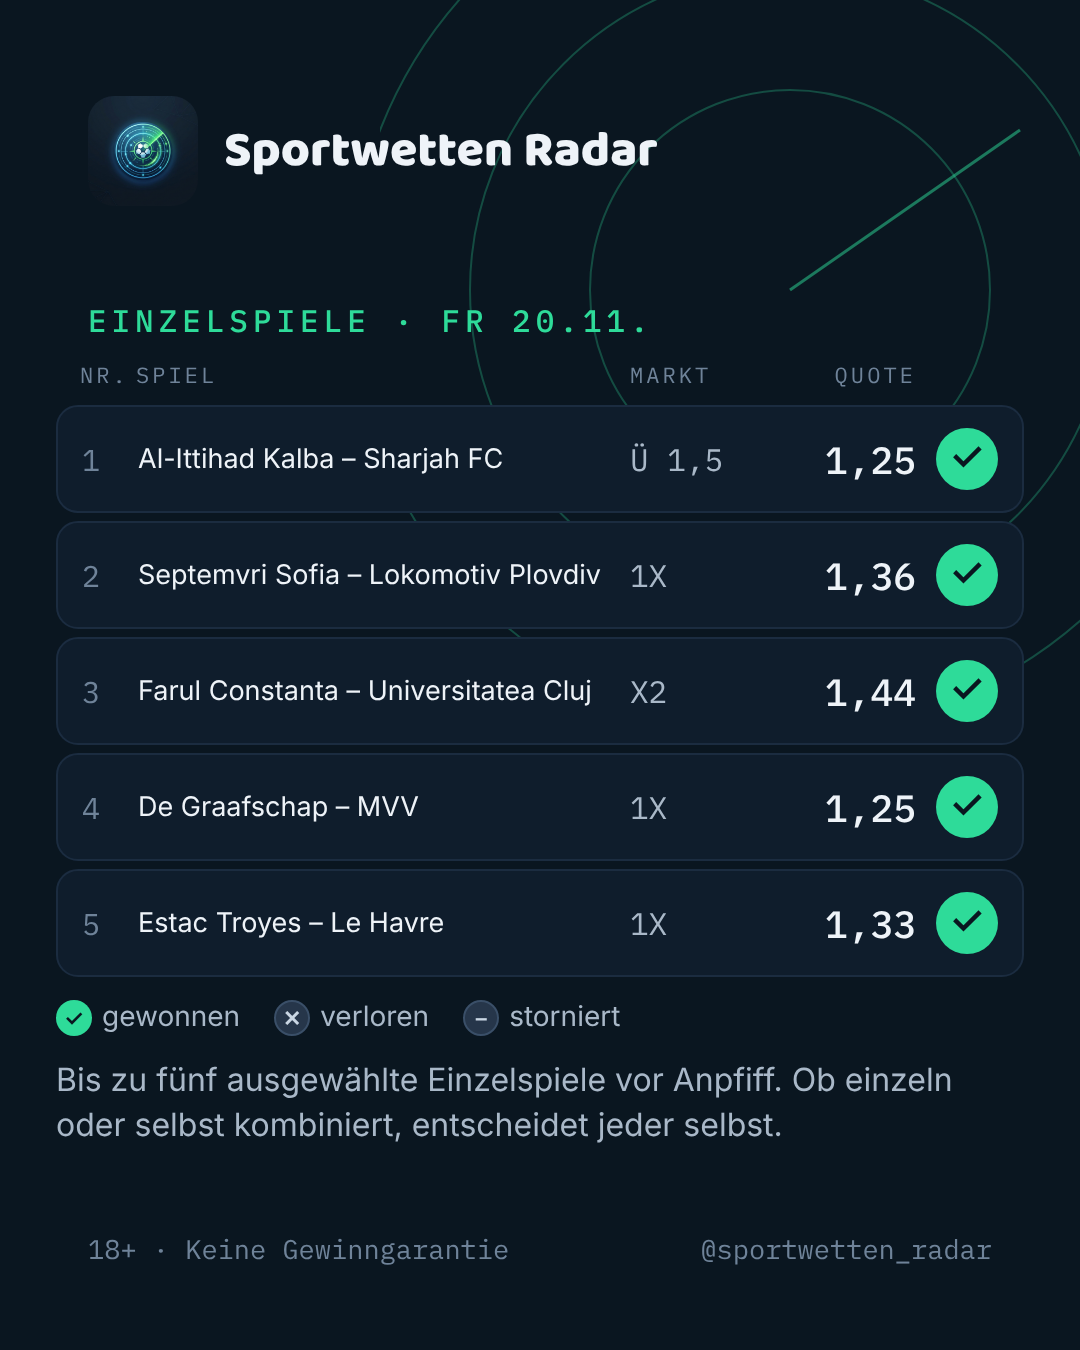 Sportwetten Radar
EINZELSPIELE · FR 20.11.
NR. SPIEL MARKT QUOTE
1 Al-Ittihad Kalba – Sharjah FC Ü 1,5 1,25
2 Septemvri Sofia – Lokomotiv Plovdiv 1X 1,36
3 Farul Constanta – Universitatea Cluj X2 1,44
4 De Graafschap – MVV 1X 1,25
5 Estac Troyes – Le Havre 1X 1,33
gewonnen verloren storniert
Bis zu fünf ausgewählte Einzelspiele vor Anpfiff. Ob einzeln
oder selbst kombiniert, entscheidet jeder selbst.
18+ · Keine Gewinngarantie @sportwetten_radar